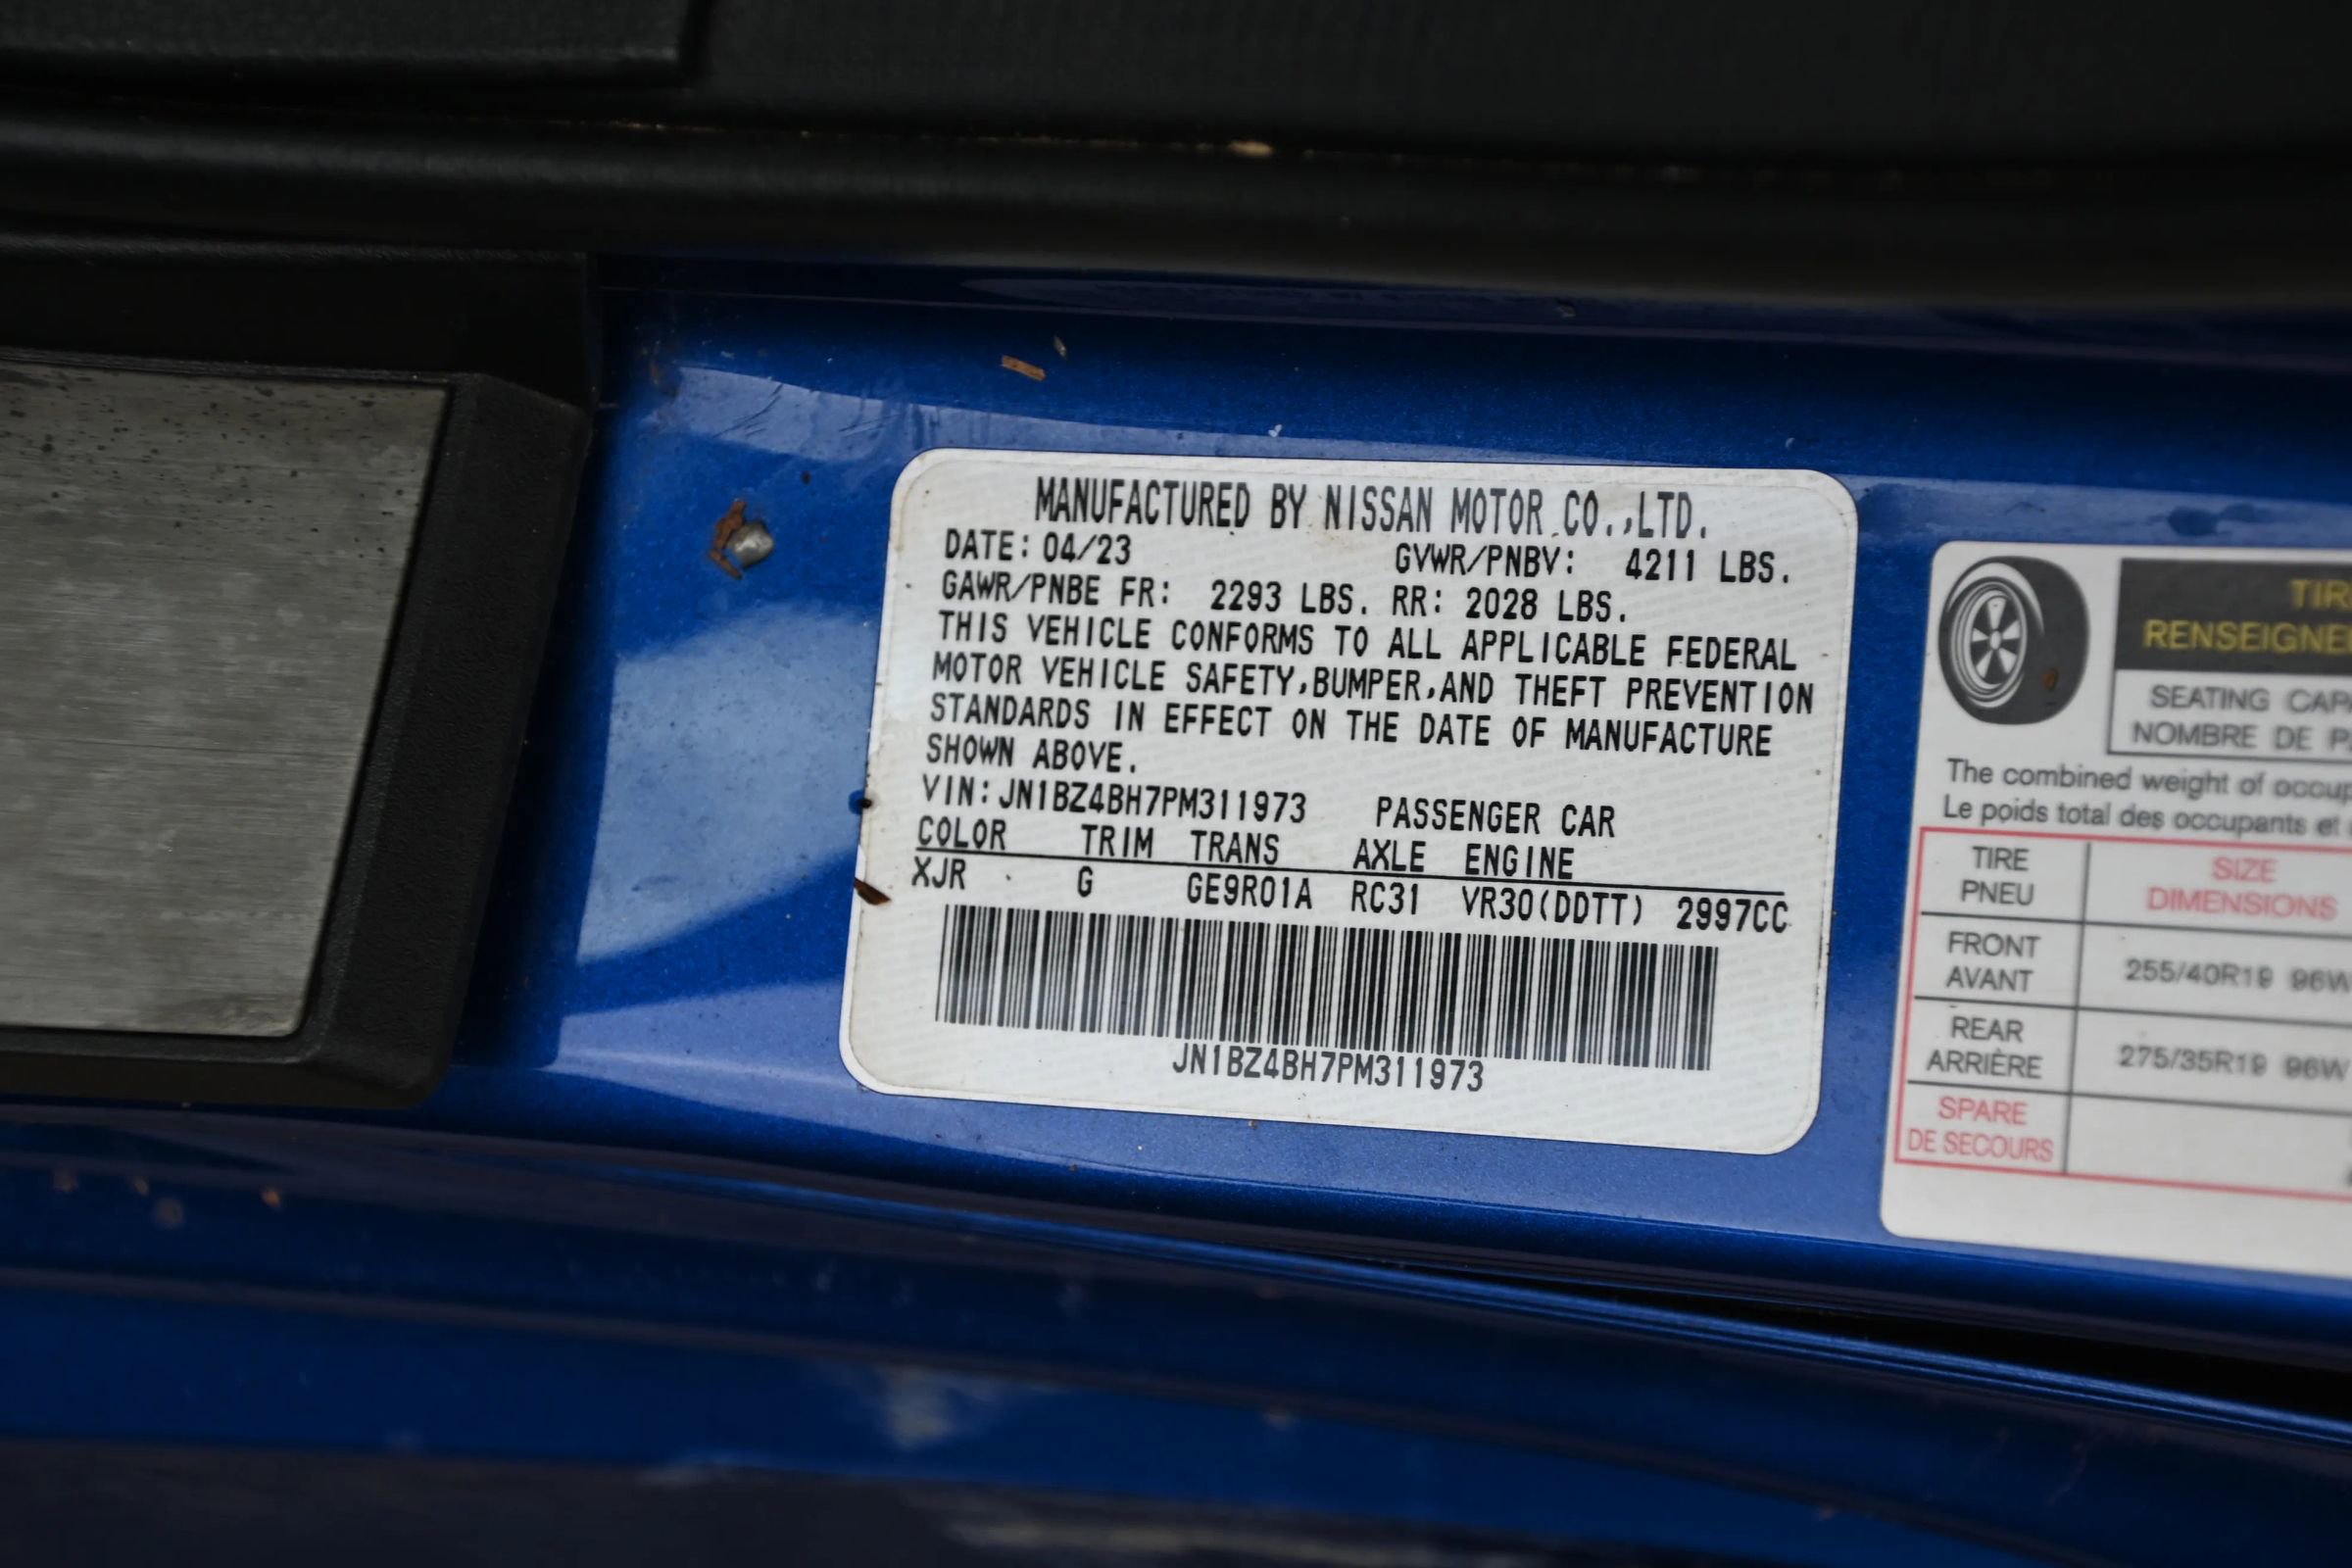 MANUFACTURED BY NISSAN MOTOR CO.,LTD.
DATE: 04/23 GVWR/PNBV: 4211 LBS.
GAWR/PNBE FR: 2293 LBS. RR: 2028 LBS.
THIS VEHICLE CONFORMS TO ALL APPLICABLE FEDERAL
MOTOR VEHICLE SAFETY,BUMPER,AND THEFT PREVENTION
STANDARDS IN EFFECT ON THE DATE OF MANUFACTURE
SHOWN ABOVE.
VIN:JN1BZ4BH7PM311973 PASSENGER CAR
COLOR TRIM TRANS AXLE ENGINE
XJR G GE9R01A RC31 VR30(DDTT) 2997CC
JN1BZ4BH7PM311973
SEATING
NOMBRE DE
The combined weight of
Le poids total des occupants et
TIRE SIZE
PNEU DIMENSIONS
FRONT
AVANT 255/40R19 96W
REAR
ARRIÈRE 275/35R19 96W
SPARE
DE SECOURS